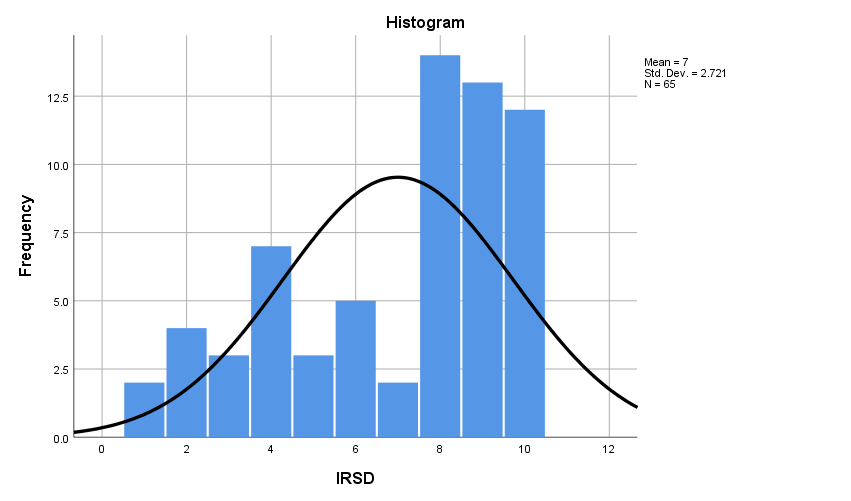 Histogram
Mean = 7
Std. Dev. = 2.721
N = 65
12.5
10.0
7.5
5.0
2.5
0.0
Frequency
0 2 4 6 8 10 12
IRSD